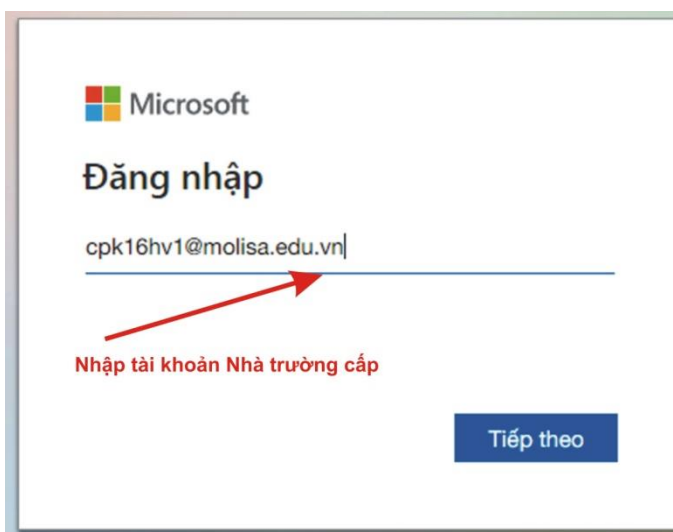 Microsoft
Đăng nhập
cpk16hv1@molisa.edu.vn
Nhập tài khoản Nhà trường cấp
Tiếp theo